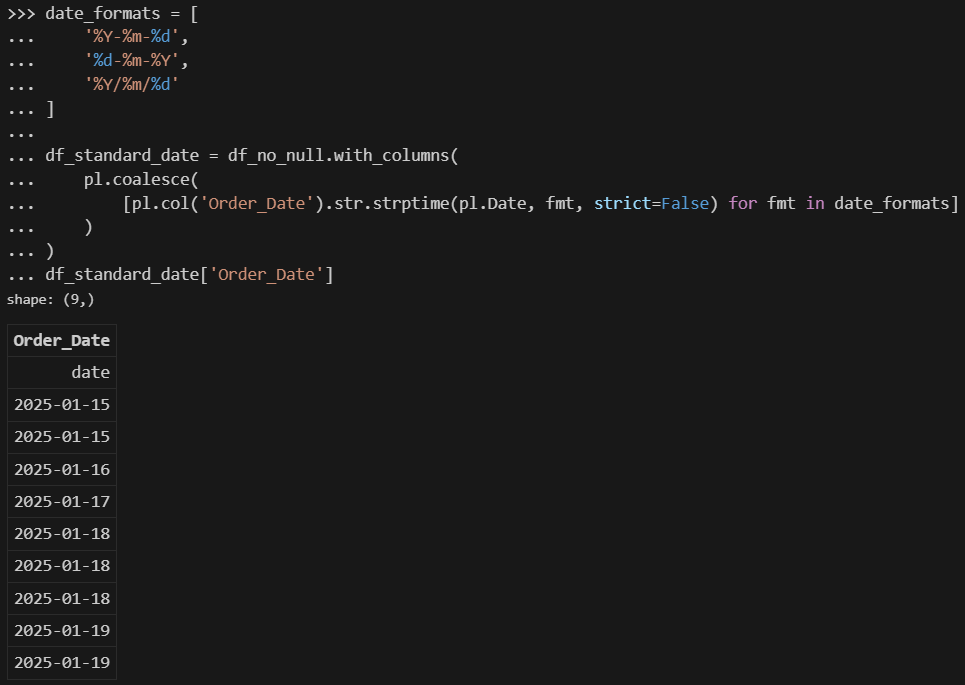 >>> date_formats = [
...     '%Y-%m-%d',
...     '%d-%m-%Y',
...     '%Y/%m/%d'
... ]
...
... df_standard_date = df_no_null.with_columns(
...     pl.coalesce(
...         [pl.col('Order_Date').str.strptime(pl.Date, fmt, strict=False) for fmt in date_formats]
...     )
... )
... df_standard_date['Order_Date']
shape: (9,)
Order_Date
date
2025-01-15
2025-01-15
2025-01-16
2025-01-17
2025-01-18
2025-01-18
2025-01-18
2025-01-19
2025-01-19